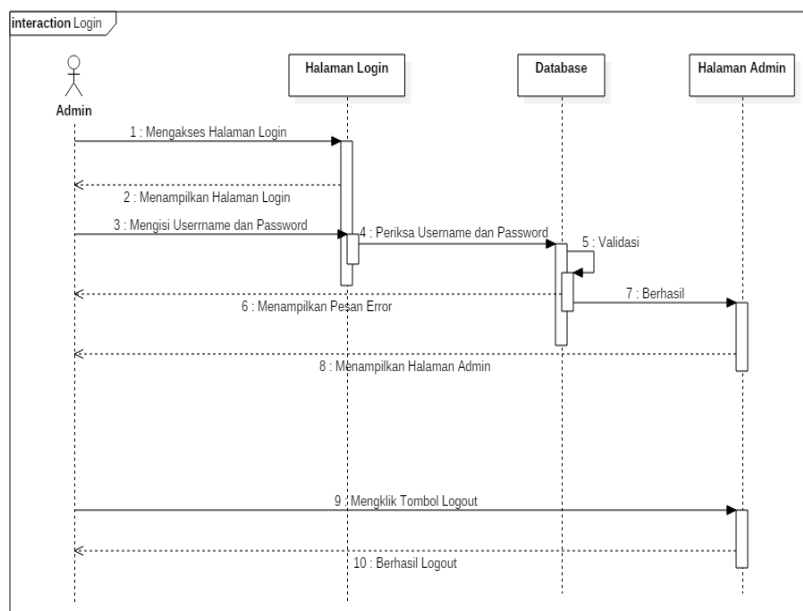 interaction Login
Halaman Login
Database
Halaman Admin
Admin
1 : Mengakses Halaman Login
2 : Menampilkan Halaman Login
3 : Mengisi Userrname dan Password
4 : Periksa Username dan Password
5 : Validasi
6 : Menampilkan Pesan Error
7 : Berhasil
8 : Menampilkan Halaman Admin
9 : Mengklik Tombol Logout
10 : Berhasil Logout